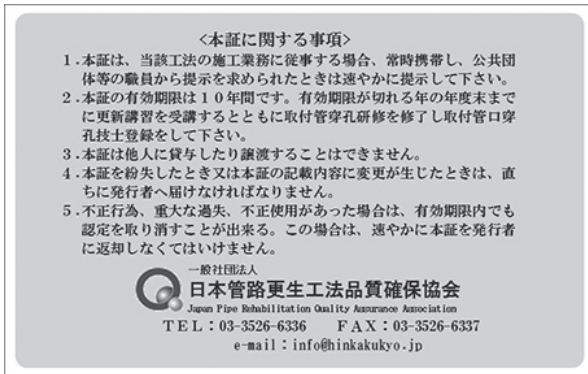 <本証に関する事項>
1.本証は、当該工法の施工業務に従事する場合、常時携帯し、公共団
体等の職員から提示を求められたときは速やかに提示して下さい。
2.本証の有効期限は１０年間です。有効期限が切れる年の年度末まで
に更新講習を受講するとともに取付管穿孔研修を修了し取付管口穿
孔技士登録をして下さい。
3.本証は他人に貸与したり譲渡することはできません。
4.本証を紛失したとき又は本証の記載内容に変更が生じたときは、直
ちに発行者へ届けなければなりません。
5.不正行為、重大な過失、不正使用があった場合は、有効期限内でも
認定を取り消すことが出来る。この場合は、速やかに本証を発行者
に返却しなくてはいけません。
一般社団法人
日本管路更生工法品質確保協会
Japan Pipe Rehabilitation Quality Assurance Association
ＴＥＬ：03-3526-6336　ＦＡＸ：03-3526-6337
e-mail：info@hinkakukyo.jp